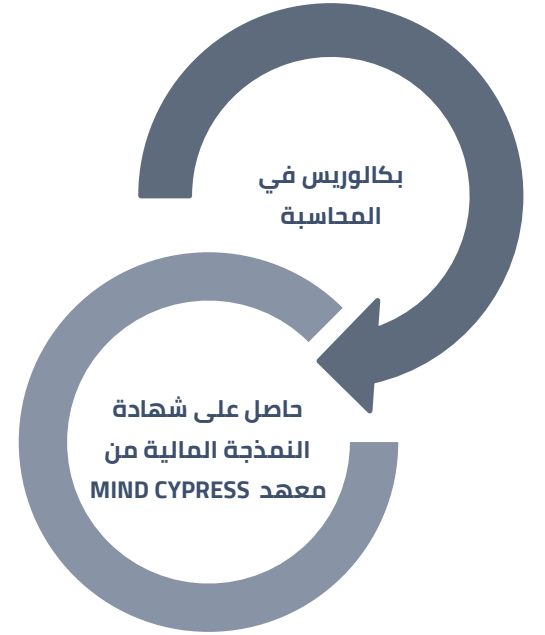 بكالوريس في
المحاسبة
حاصل على شهادة
النمذجة المالية من
معهد MIND CYPRESS